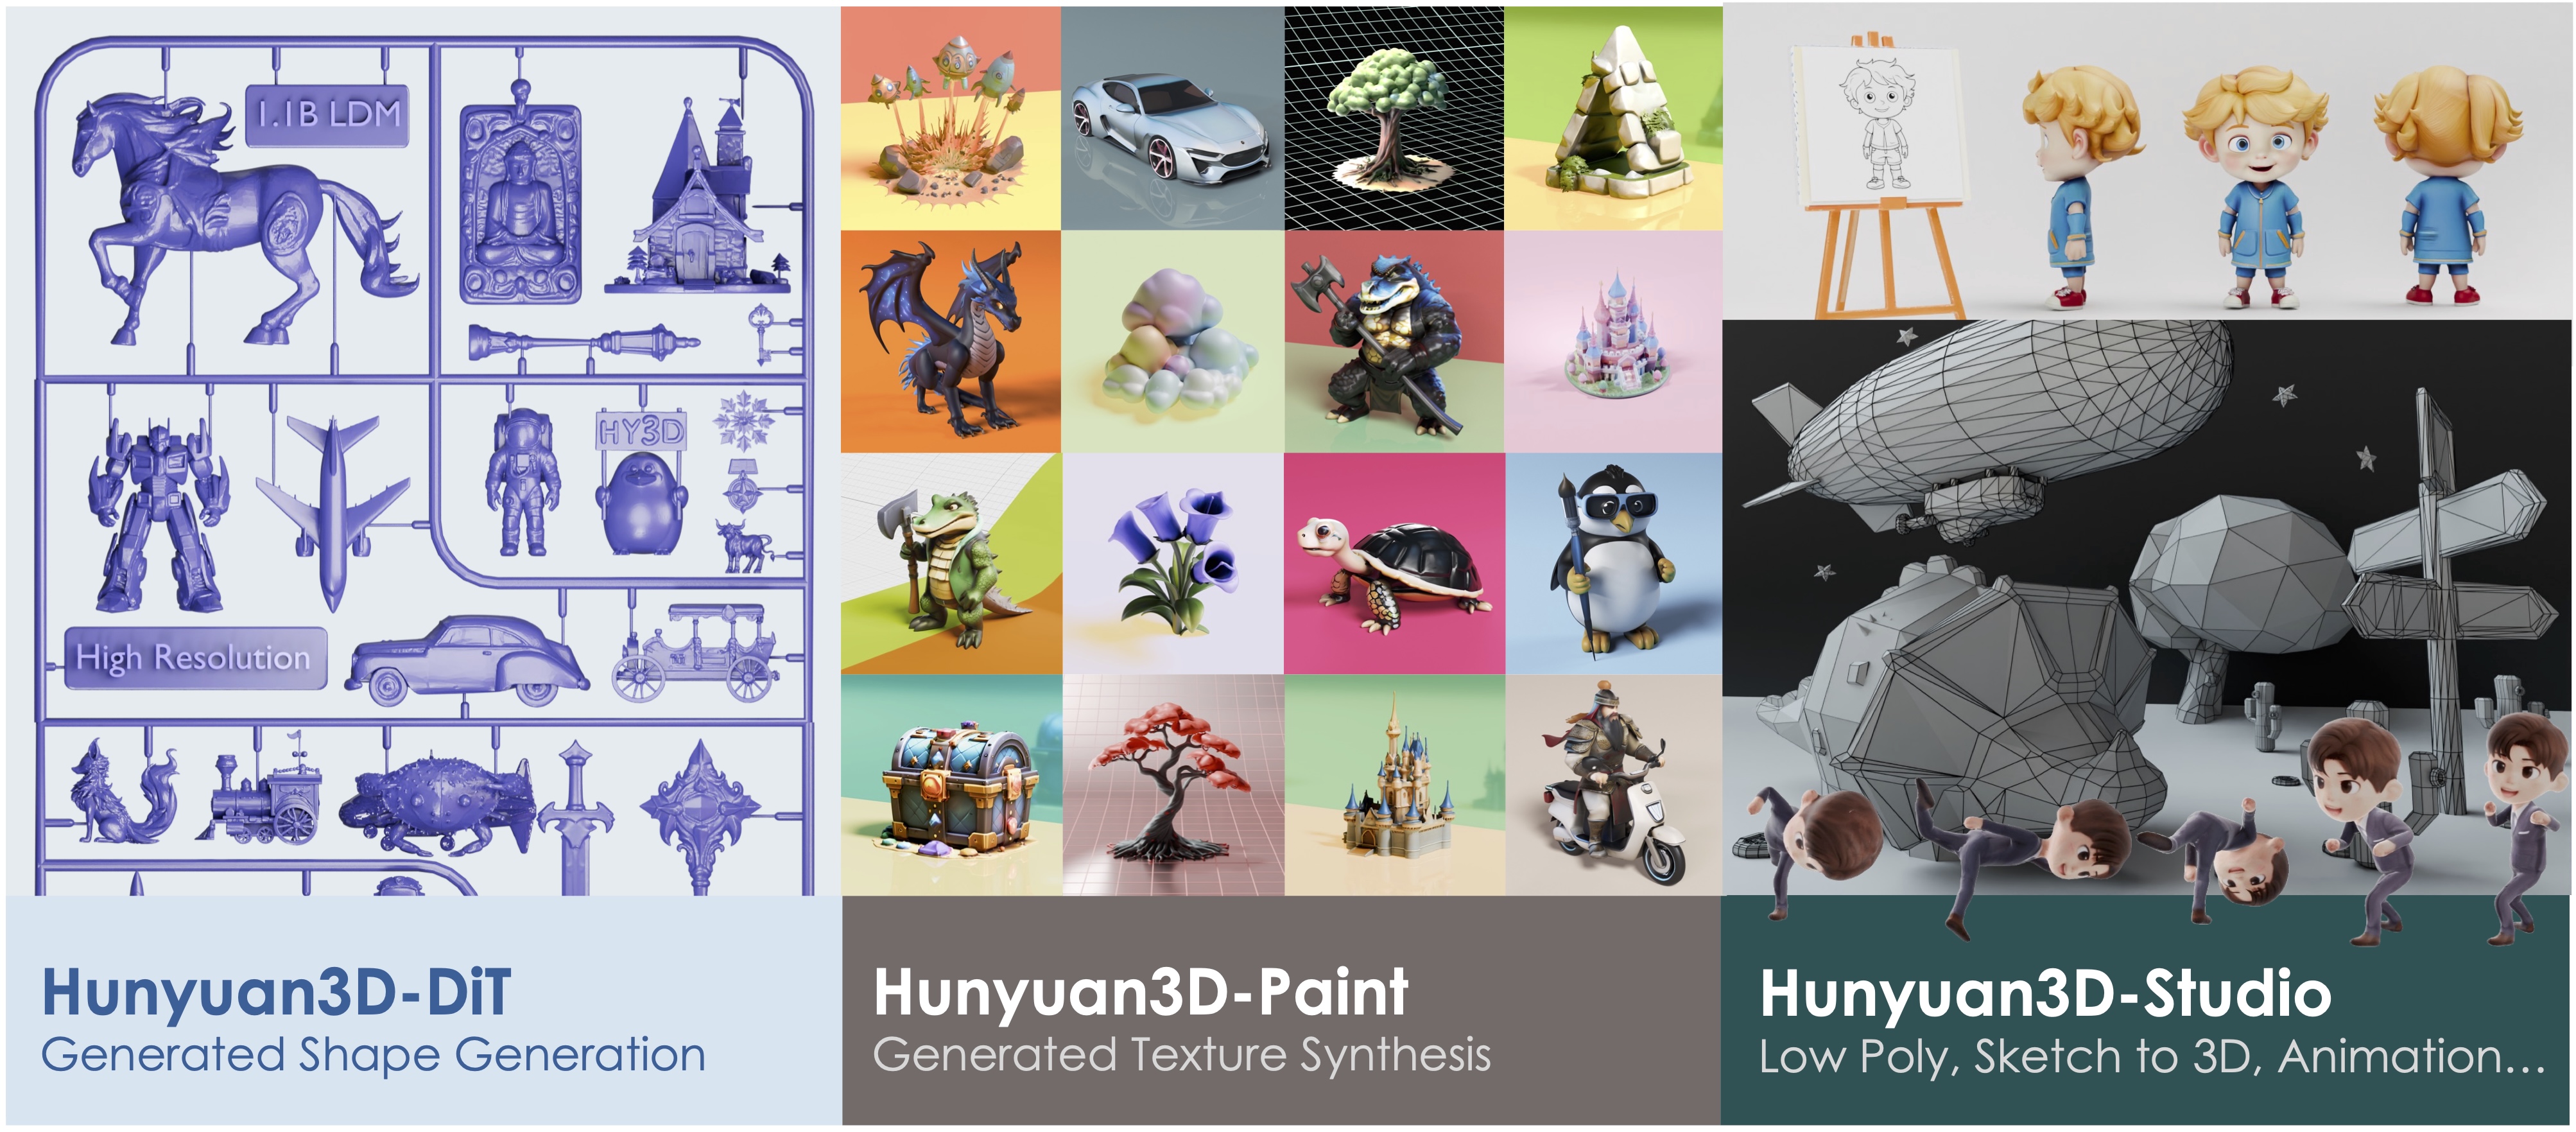 1.1B LDM
HY3D
High Resolution
Hunyuan3D-DiT
Generated Shape Generation
Hunyuan3D-Paint
Generated Texture Synthesis
Hunyuan3D-Studio
Low Poly, Sketch to 3D, Animation...